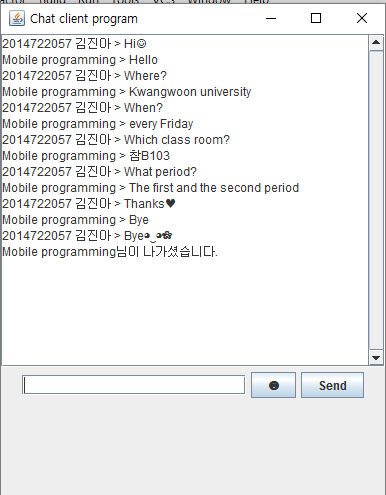 Chat client program
2014722057 김진아 > Hi☺
Mobile programming > Hello
2014722057 김진아 > Where?
Mobile programming > Kwangwoon university
2014722057 김진아 > When?
Mobile programming > every Friday
2014722057 김진아 > Which class room?
Mobile programming > 참B103
2014722057 김진아 > What period?
Mobile programming > The first and the second period
2014722057 김진아 > Thanks♥
Mobile programming > Bye
2014722057 김진아 > Bye◕‿◕✿
Mobile programming님이 나가셨습니다.
☻ Send